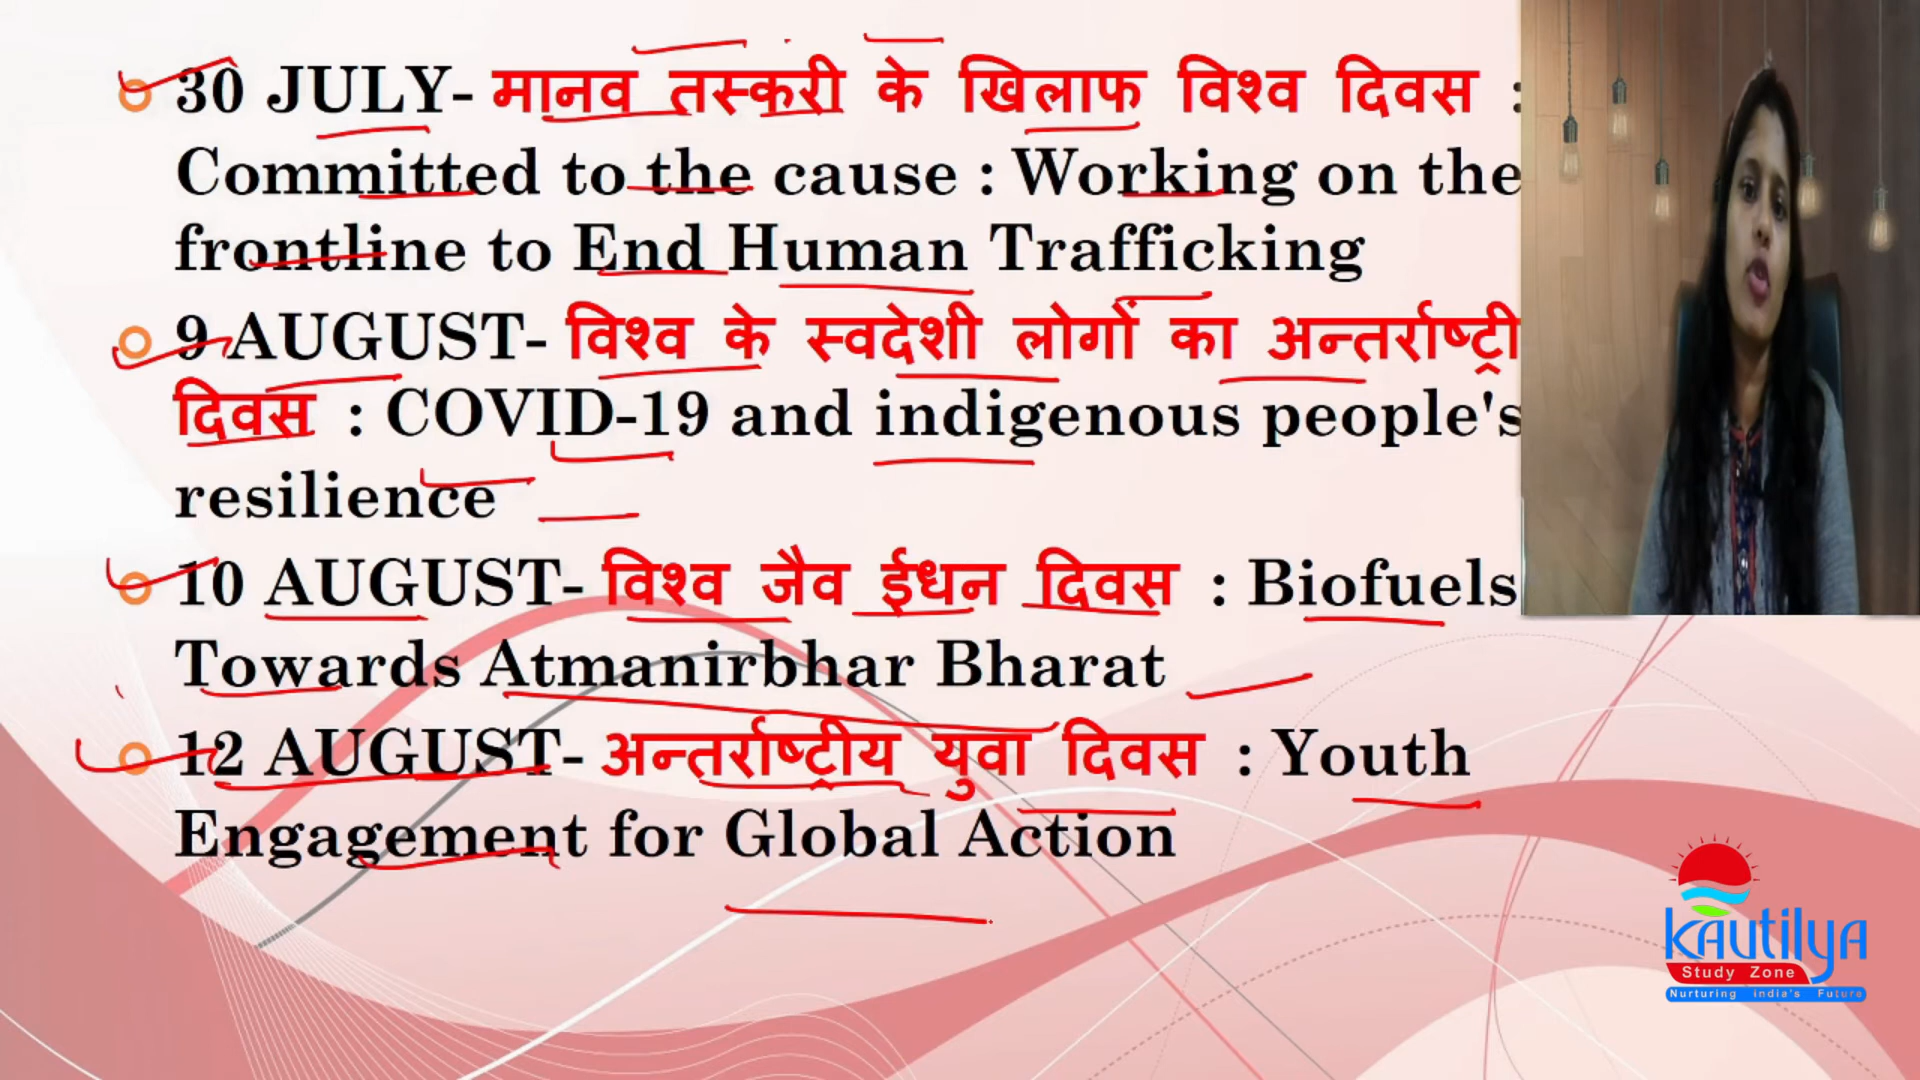 30 JULY- मानव तस्करी के खिलाफ विश्व दिवस :
Committed to the cause : Working on the
frontline to End Human Trafficking
9 AUGUST- विश्व के स्वदेशी लोगों का अन्तर्राष्ट्री
दिवस : COVID-19 and indigenous people's
resilience
10 AUGUST- विश्व जैव ईधन दिवस : Biofuels
Towards Atmanirbhar Bharat
12 AUGUST- अन्तर्राष्ट्रीय युवा दिवस : Youth
Engagement for Global Action
Kautilya
Study Zone
Nurturing india's Future